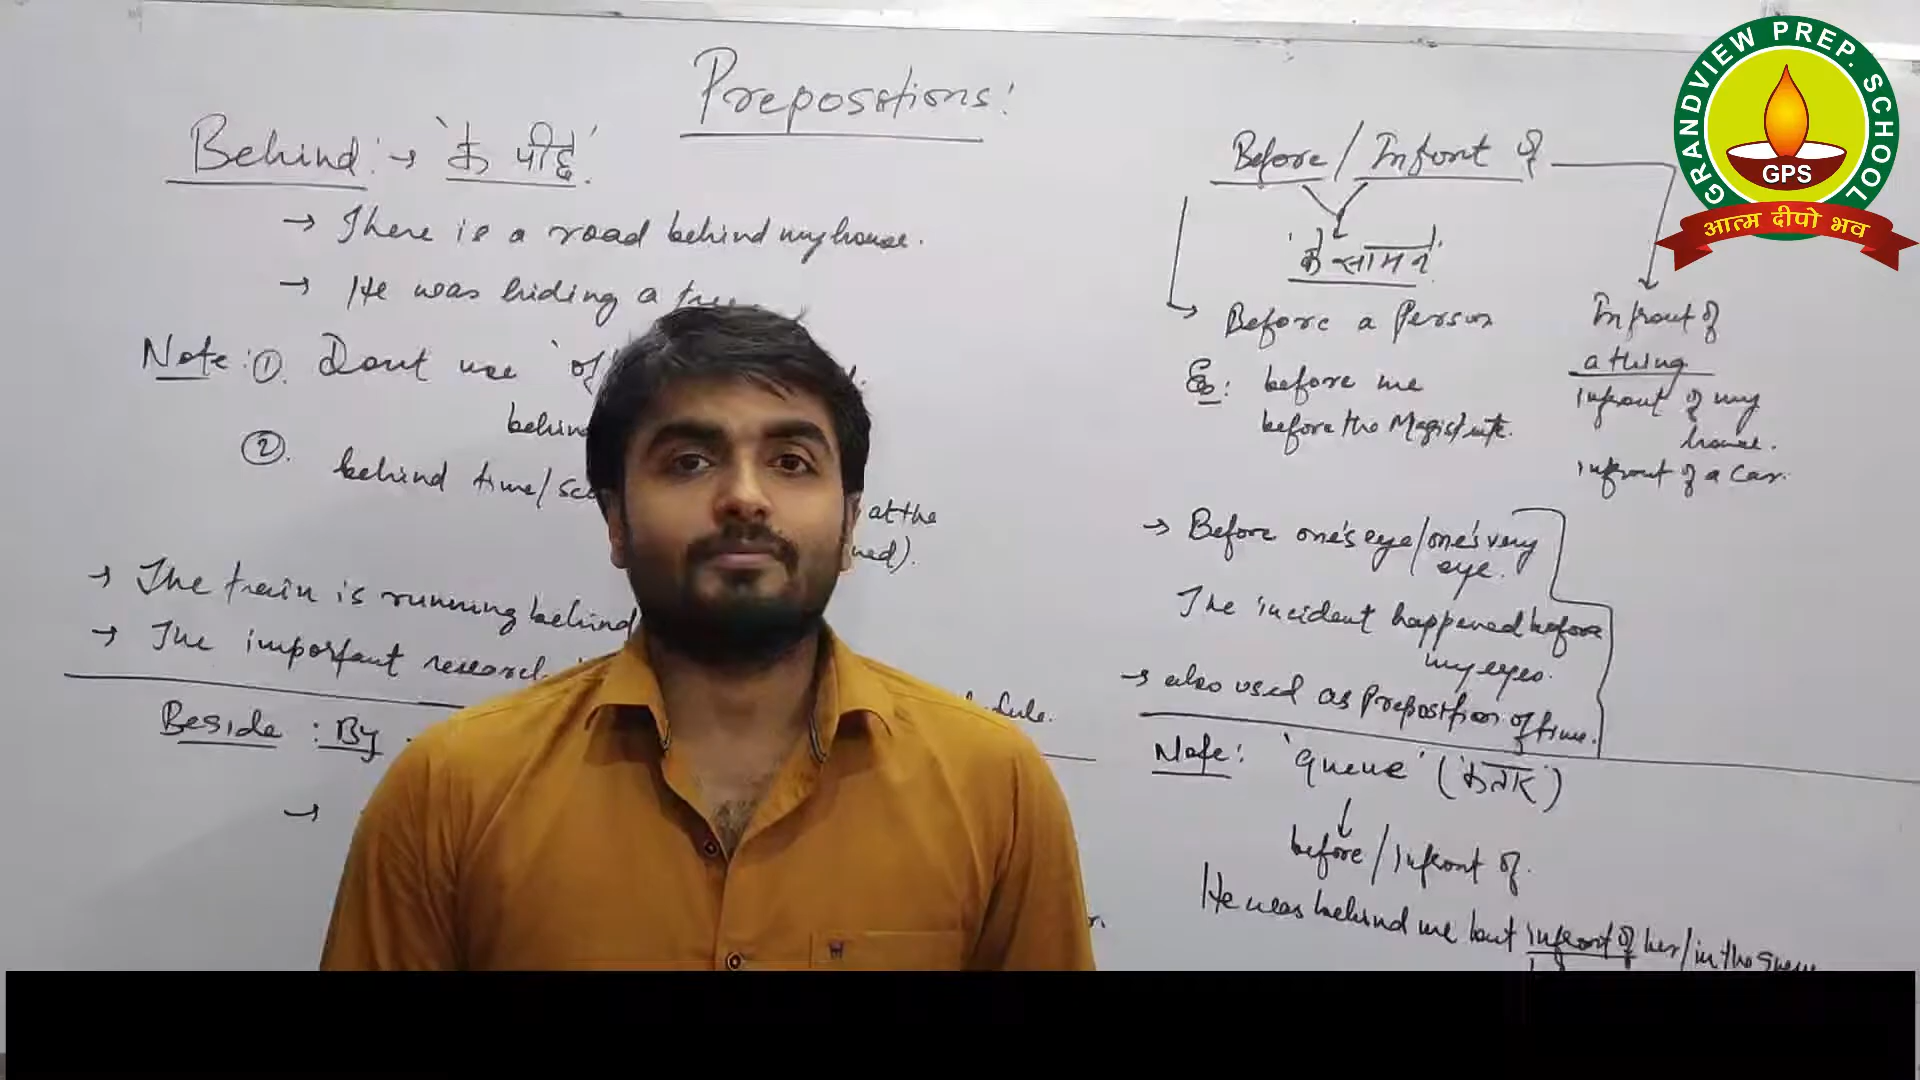 Prepositions:
Behind: → 'के पीछे'.
→ There is a road behind my house.
→ He was hiding a tree
Note: ①. Dont use 'of'
behind
②. behind time/
at the
→ The train is running behind
→ The important research
dule.
Beside : By
→
Before / Infront of
'के सामने'
Before a Person
Ex: before me
before the Magistrate.
Infront of
a thing
infront of my
house.
infront of a car.
→ Before one's eye/one's very
eye.
The incident happened before
my eyes.
→ also used as Preposition of time.
Note: 'queue' (कतार)
before / infront of.
He was behind me but infront of her/in the queue
GRANDVIEW PREP. SCHOOL
GPS
आत्म दीपो भव